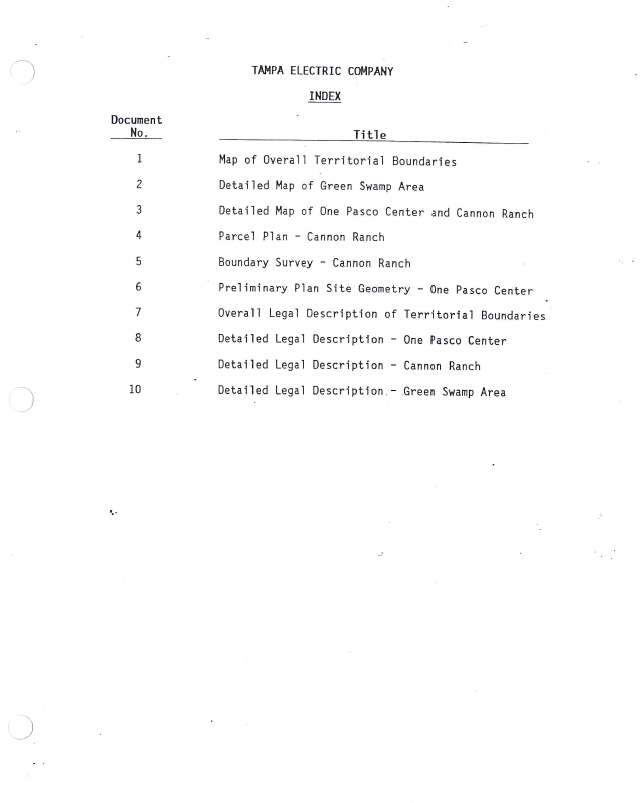 TAMPA ELECTRIC COMPANY
INDEX
Document
No. Title
1 Map of Overall Territorial Boundaries
2 Detailed Map of Green Swamp Area
3 Detailed Map of One Pasco Center and Cannon Ranch
4 Parcel Plan - Cannon Ranch
5 Boundary Survey - Cannon Ranch
6 Preliminary Plan Site Geometry - One Pasco Center
7 Overall Legal Description of Territorial Boundaries
8 Detailed Legal Description - One Pasco Center
9 Detailed Legal Description - Cannon Ranch
10 Detailed Legal Description - Green Swamp Area